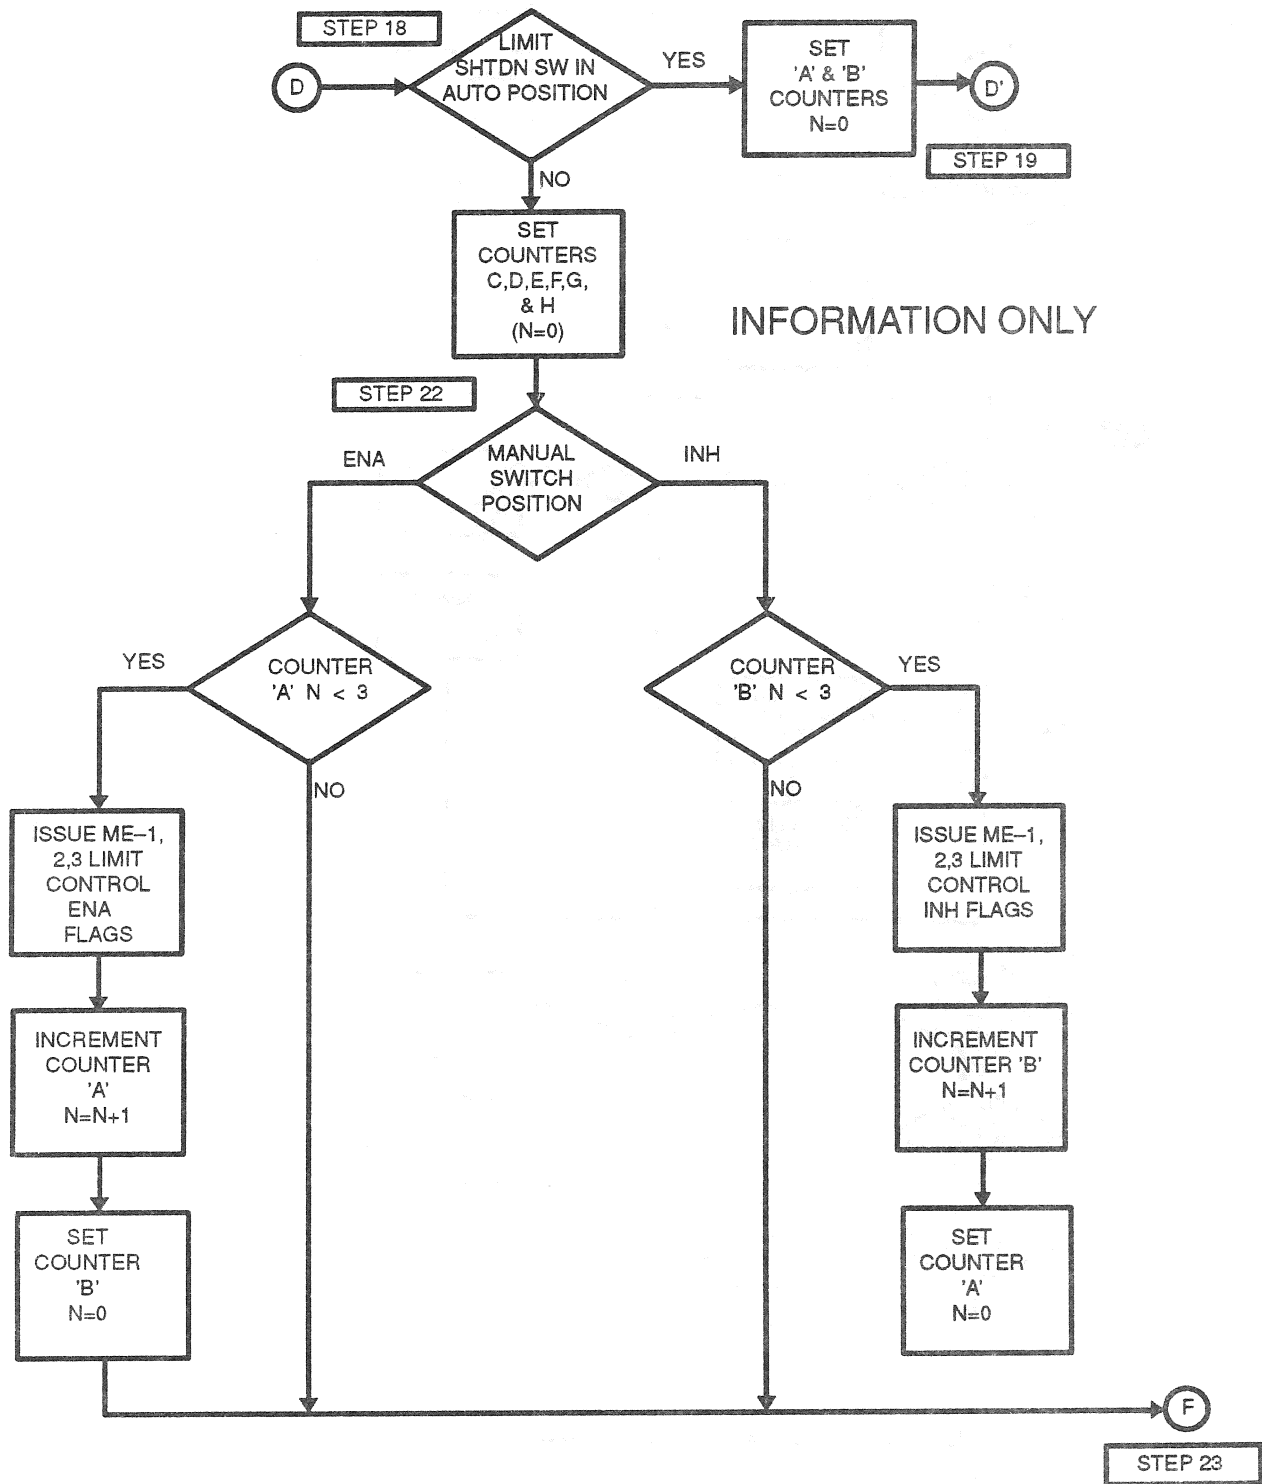 STEP 18
D
LIMIT
SHTDN SW IN
AUTO POSITION
YES
SET
'A' & 'B'
COUNTERS
N=0
D'
STEP 19
NO
SET
COUNTERS
C,D,E,F,G,
& H
(N=0)
INFORMATION ONLY
STEP 22
MANUAL
SWITCH
POSITION
ENA
INH
YES
COUNTER
'A' N < 3
NO
COUNTER
'B' N < 3
YES
NO
ISSUE ME–1,
2,3 LIMIT
CONTROL
ENA
FLAGS
ISSUE ME–1,
2,3 LIMIT
CONTROL
INH FLAGS
INCREMENT
COUNTER
'A'
N=N+1
INCREMENT
COUNTER 'B'
N=N+1
SET
COUNTER
'B'
N=0
SET
COUNTER
'A'
N=0
F
STEP 23